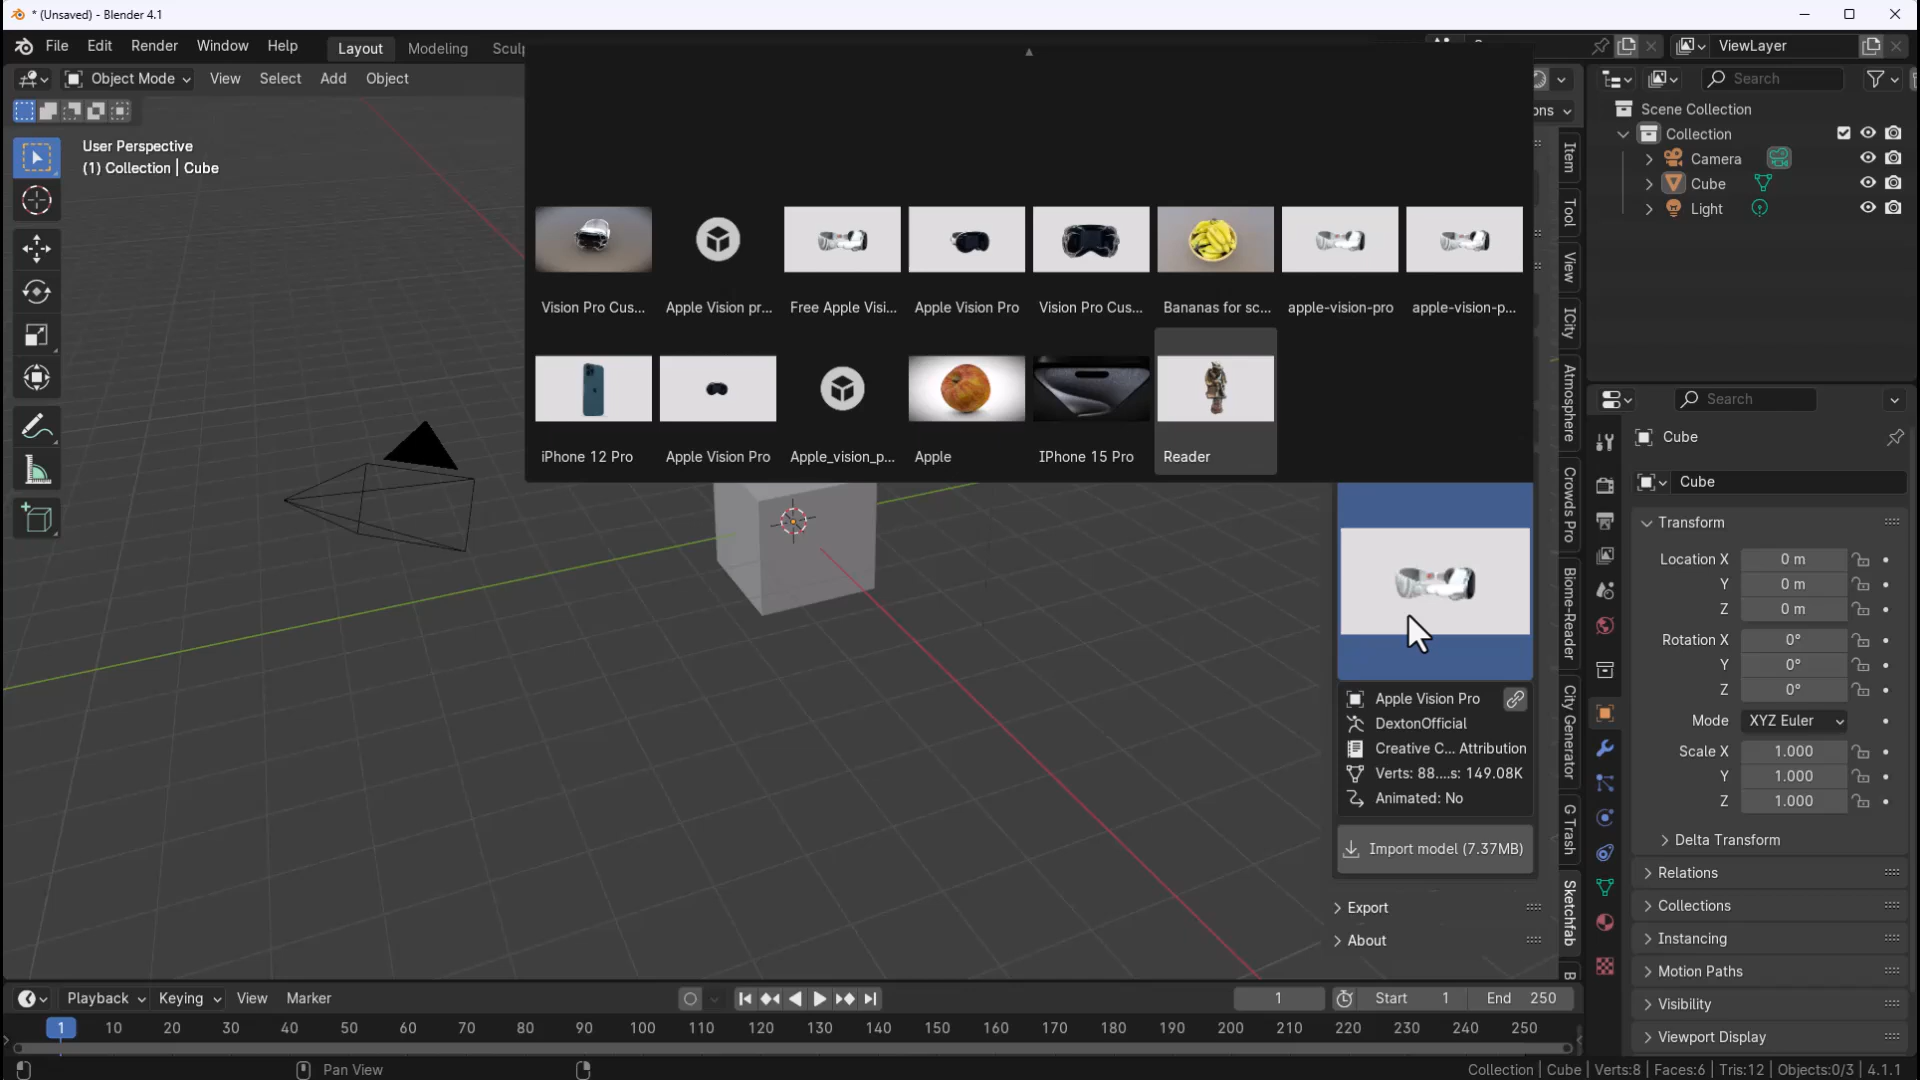 * (Unsaved) - Blender 4.1
File Edit Render Window Help Layout Modeling
ViewLayer
Object Mode View Select Add Object
Search
User Perspective
(1) Collection | Cube
Scene Collection
Collection
Camera
Cube
Light
Vision Pro Cus... Apple Vision pr... Free Apple Visi... Apple Vision Pro Vision Pro Cus... Bananas for sc... apple-vision-pro apple-vision-p...
iPhone 12 Pro Apple Vision Pro Apple_vision_p... Apple IPhone 15 Pro Reader
Item
Tool
View
ICity
Atmosphere
Crowds Pro
Biome-Reader
City Generator
G Trash
Sketchfab
Apple Vision Pro
DextonOfficial
Creative C... Attribution
Verts: 88....s: 149.08K
Animated: No
Import model (7.37MB)
Export
About
Search
Cube
Cube
Transform
Location X 0 m
Y 0 m
Z 0 m
Rotation X 0°
Y 0°
Z 0°
Mode XYZ Euler
Scale X 1.000
Y 1.000
Z 1.000
Delta Transform
Relations
Collections
Instancing
Motion Paths
Visibility
Viewport Display
Playback Keying View Marker
1 Start 1 End 250
1 10 20 30 40 50 60 70 80 90 100 110 120 130 140 150 160 170 180 190 200 210 220 230 240 250
Pan View
Collection | Cube | Verts:8 | Faces:6 | Tris:12 | Objects:0/3 | 4.1.1